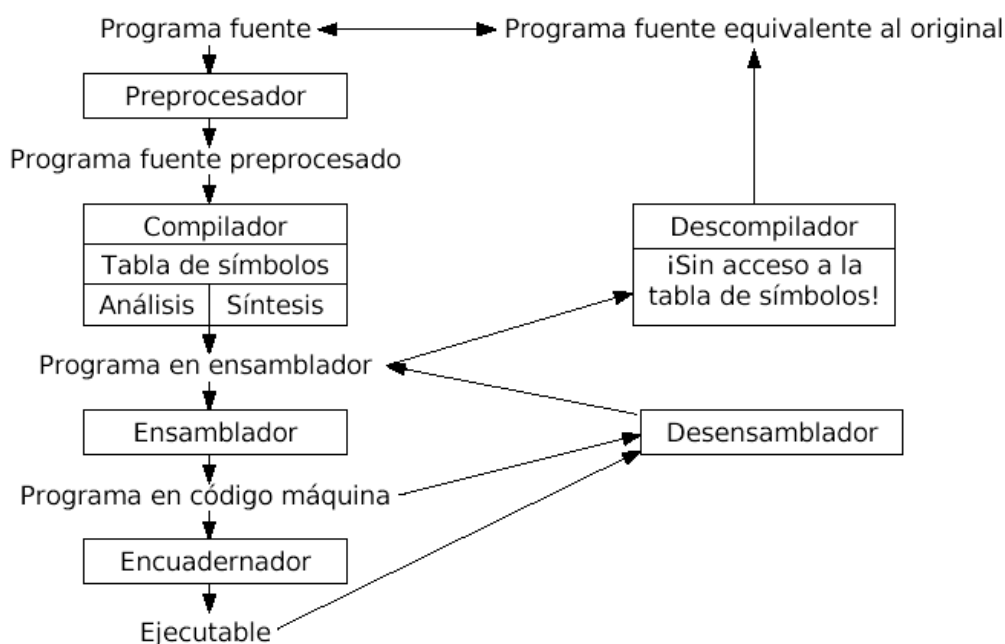 Programa fuente
Programa fuente equivalente al original
Preprocesador
Programa fuente preprocesado
Compilador
Tabla de símbolos
Análisis
Síntesis
Descompilador
¡Sin acceso a la
tabla de símbolos!
Programa en ensamblador
Ensamblador
Desensamblador
Programa en código máquina
Encuadernador
Ejecutable